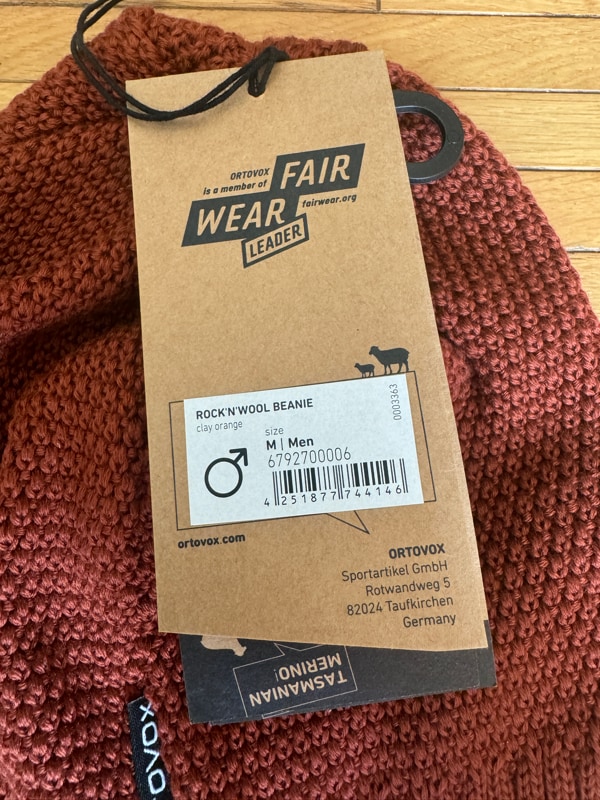 ORTOVOX
is a member of
FAIR
WEAR
fairwear.org
LEADER
ROCK'N'WOOL BEANIE
clay orange
size
M | Men
6792700006
4 251877 744146
0003363
ortovox.com
ORTOVOX
Sportartikel GmbH
Rotwandweg 5
82024 Taufkirchen
Germany
TASMANIAN
MERINO!
OVOX